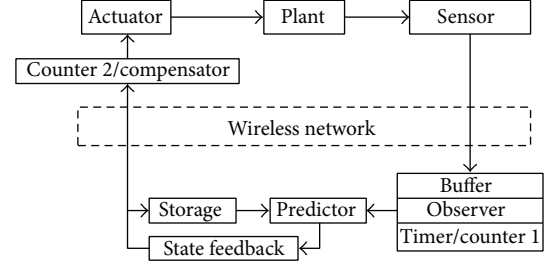 Actuator
Plant
Sensor
Counter 2/compensator
Wireless network
Buffer
Storage
Predictor
Observer
State feedback
Timer/counter 1